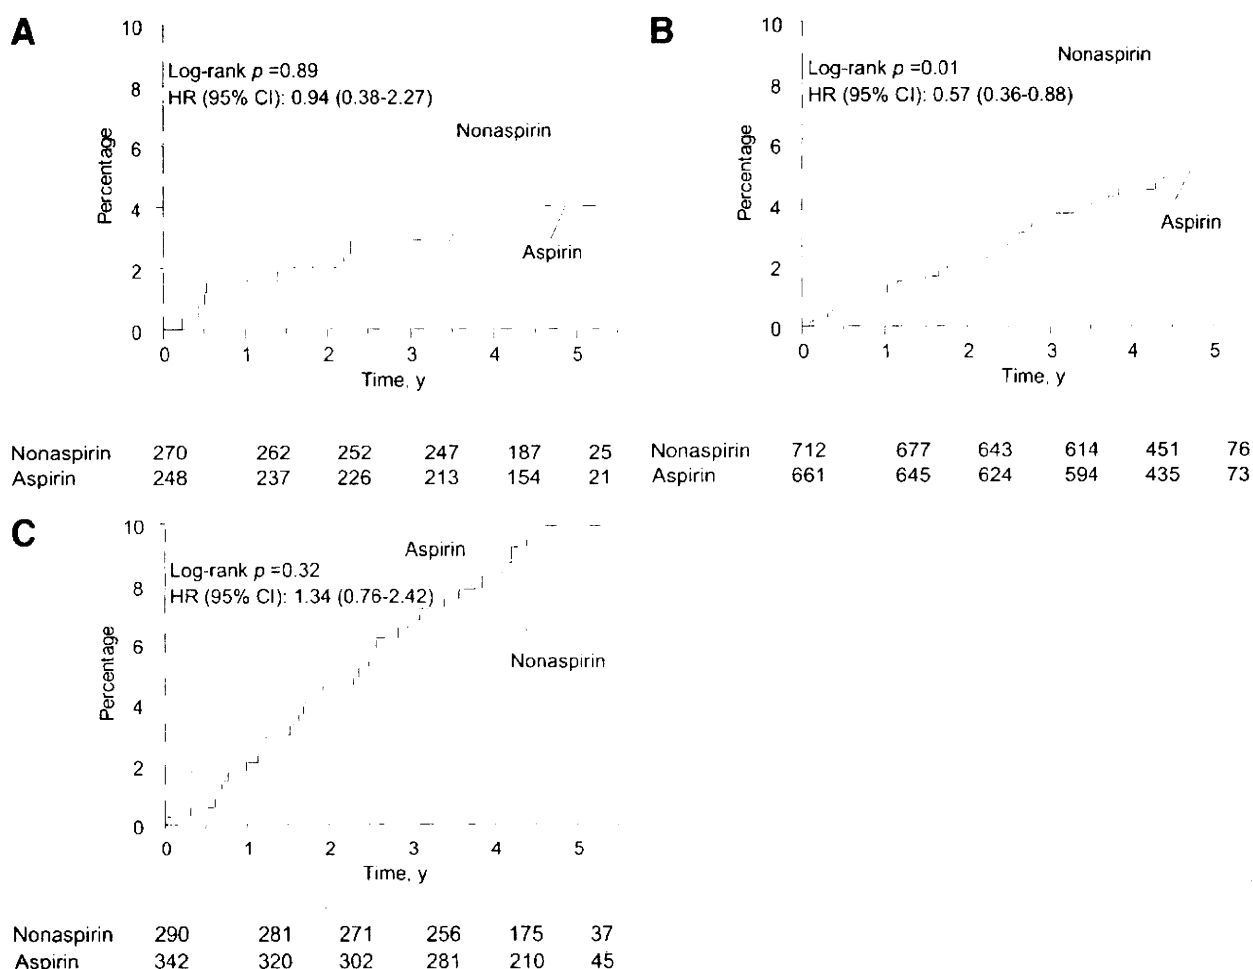 A
10
8
6
4
2
0
Percentage
Log-rank p =0.89
HR (95% CI): 0.94 (0.38-2.27)
Nonaspirin
Aspirin
0 1 2 3 4 5
Time, y
Nonaspirin 270 262 252 247 187 25
Aspirin 248 237 226 213 154 21
B
10
8
6
4
2
0
Percentage
Log-rank p =0.01
HR (95% CI): 0.57 (0.36-0.88)
Nonaspirin
Aspirin
0 1 2 3 4 5
Time, y
Nonaspirin 712 677 643 614 451 76
Aspirin 661 645 624 594 435 73
C
10
8
6
4
2
0
Percentage
Log-rank p =0.32
HR (95% CI): 1.34 (0.76-2.42)
Aspirin
Nonaspirin
0 1 2 3 4 5
Time, y
Nonaspirin 290 281 271 256 175 37
Aspirin 342 320 302 281 210 45